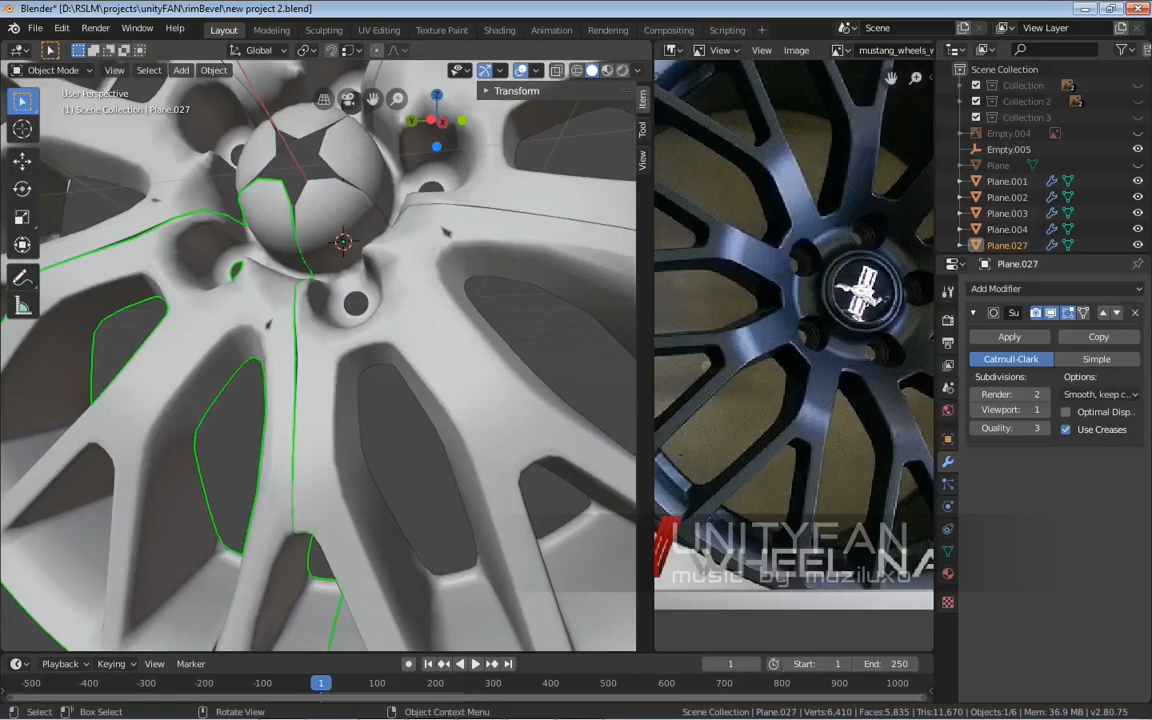 Blender* [D:\RSLM\projects\unityFAN\rimBevel\new project 2.blend]
File Edit Render Window Help Layout Modeling Sculpting UV Editing Texture Paint Shading Animation Rendering Compositing Scripting + Scene View Layer
Global View View Image mustang_wheels_w
Object Mode View Select Add Object
User Perspective
(1) Scene Collection | Plane.027
Transform
Item
Tool
View
Scene Collection
Collection
Collection 2
Collection 3
Empty.004
Empty.005
Plane
Plane.001
Plane.002
Plane.003
Plane.004
Plane.027
Plane.027
Add Modifier
Su
Apply Copy
Catmull-Clark Simple
Subdivisions: Options:
Render: 2 Smooth, keep c...
Viewport: 1 Optimal Disp..
Quality: 3 Use Creases
X
Y
Z
UNITYFAN
WHEEL NA
music by muziluxo
Playback Keying View Marker 1 Start: 1 End: 250
-500 -400 -300 -200 -100 1 100 200 300 400 500 600 700 800 900 1000
Select Box Select Rotate View Object Context Menu Scene Collection | Plane.027 | Verts:6,410 | Faces:5,835 | Tris:11,670 | Objects:1/6 | Mem: 36.9 MB | v2.80.75